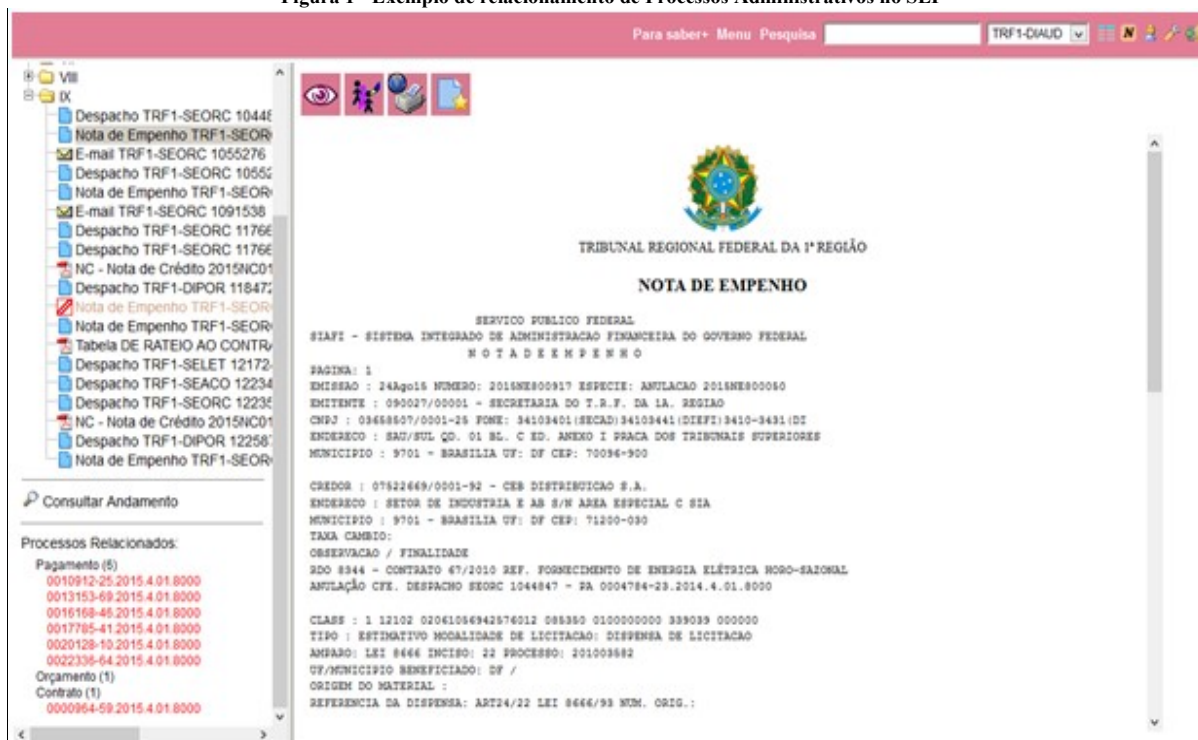 Figura 1 - Exemplo de relacionamento de Processos Administrativos no SEI
Para saber+ Menu Pesquisa
TRF1-DIAUD
VIII
IX
Despacho TRF1-SEORC 10448
Nota de Empenho TRF1-SEOR
E-mail TRF1-SEORC 1055276
Despacho TRF1-SEORC 10552
Nota de Empenho TRF1-SEOR
E-mail TRF1-SEORC 1091538
Despacho TRF1-SEORC 11766
Despacho TRF1-SEORC 11766
NC - Nota de Crédito 2015NC01
Despacho TRF1-DIPOR 118472
Nota de Empenho TRF1-SEOR
Nota de Empenho TRF1-SEOR
Tabela DE RATEIO AO CONTRA
Despacho TRF1-SELET 12172
Despacho TRF1-SEACO 12234
Despacho TRF1-SEORC 12235
NC - Nota de Crédito 2015NC01
Despacho TRF1-DIPOR 12258
Nota de Empenho TRF1-SEOR
Consultar Andamento
Processos Relacionados:
Pagamento (6)
0010912-25.2015.4.01.8000
0013153-69.2015.4.01.8000
0016168-46.2015.4.01.8000
0017785-41.2015.4.01.8000
0020128-10.2015.4.01.8000
0022336-64.2015.4.01.8000
Orçamento (1)
Contrato (1)
0000964-59.2015.4.01.8000
TRIBUNAL REGIONAL FEDERAL DA 1ª REGIÃO
NOTA DE EMPENHO
SERVICO PUBLICO FEDERAL
SIAFI - SISTEMA INTEGRADO DE ADMINISTRACAO FINANCEIRA DO GOVERNO FEDERAL
N O T A D E E M P E N H O
PAGINA: 1
EMISSAO : 24Ago15 NUMERO: 2015NE800917 ESPECIE: ANULACAO 2015NE800050
EMITENTE : 090027/00001 - SECRETARIA DO T.R.F. DA 1A. REGIAO
CNPJ : 03658507/0001-25 FONE: 34103401(SECAD)34103441(DIEFI)3410-3431(DI
ENDERECO : SAU/SUL QD. 01 BL. C ED. ANEXO I PRACA DOS TRIBUNAIS SUPERIORES
MUNICIPIO : 9701 - BRASILIA UF: DF CEP: 70096-900
CREDOR : 07522669/0001-92 - CEB DISTRIBUICAO S.A.
ENDERECO : SETOR DE INDUSTRIA E AB S/N AREA ESPECIAL C SIA
MUNICIPIO : 9701 - BRASILIA UF: DF CEP: 71200-030
TAXA CAMBIO:
OBSERVACAO / FINALIDADE
RDO 8344 - CONTRATO 67/2010 REF. FORNECIMENTO DE ENERGIA ELÉTRICA HORO-SAZONAL
ANULAÇÃO CFE. DESPACHO SEORC 1044847 - PA 0004784-23.2014.4.01.8000
CLASS : 1 12102 02061056942576012 085350 0100000000 339039 000000
TIPO : ESTIMATIVO MODALIDADE DE LICITACAO: DISPENSA DE LICITACAO
AMPARO: LEI 8666 INCISO: 22 PROCESSO: 201003582
UF/MUNICIPIO BENEFICIADO: DF /
ORIGEM DO MATERIAL :
REFERENCIA DA DISPENSA: ART24/22 LEI 8666/93 NUM. ORIG.: